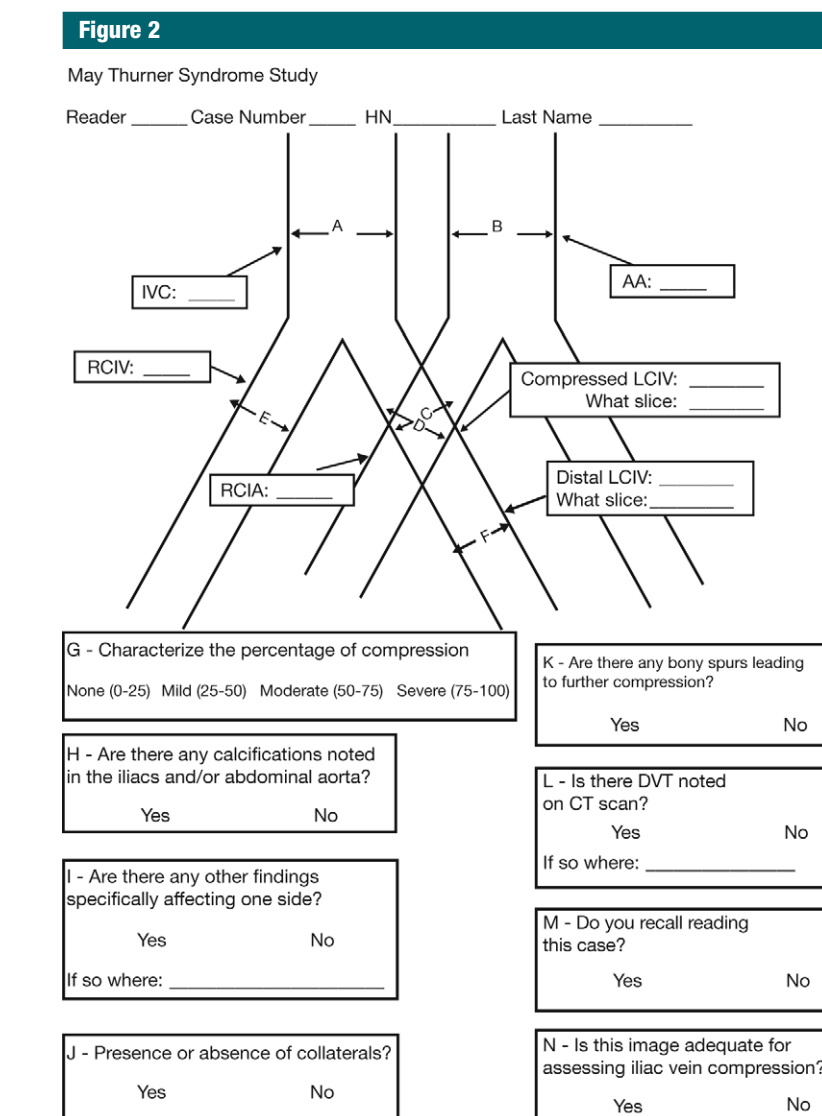 Figure 2
May Thurner Syndrome Study
Reader _____ Case Number _____ HN__________ Last Name _________
A
B
IVC: _____
AA: _____
RCIV: _____
Compressed LCIV: ________
What slice: ________
E
C
D
RCIA: ______
Distal LCIV: ________
What slice:_________
F
G - Characterize the percentage of compression
None (0-25) Mild (25-50) Moderate (50-75) Severe (75-100)
H - Are there any calcifications noted
in the iliacs and/or abdominal aorta?
Yes No
I - Are there any other findings
specifically affecting one side?
Yes No
If so where: _______________________
J - Presence or absence of collaterals?
Yes No
K - Are there any bony spurs leading
to further compression?
Yes No
L - Is there DVT noted
on CT scan?
Yes No
If so where: ________________
M - Do you recall reading
this case?
Yes No
N - Is this image adequate for
assessing iliac vein compression?
Yes No